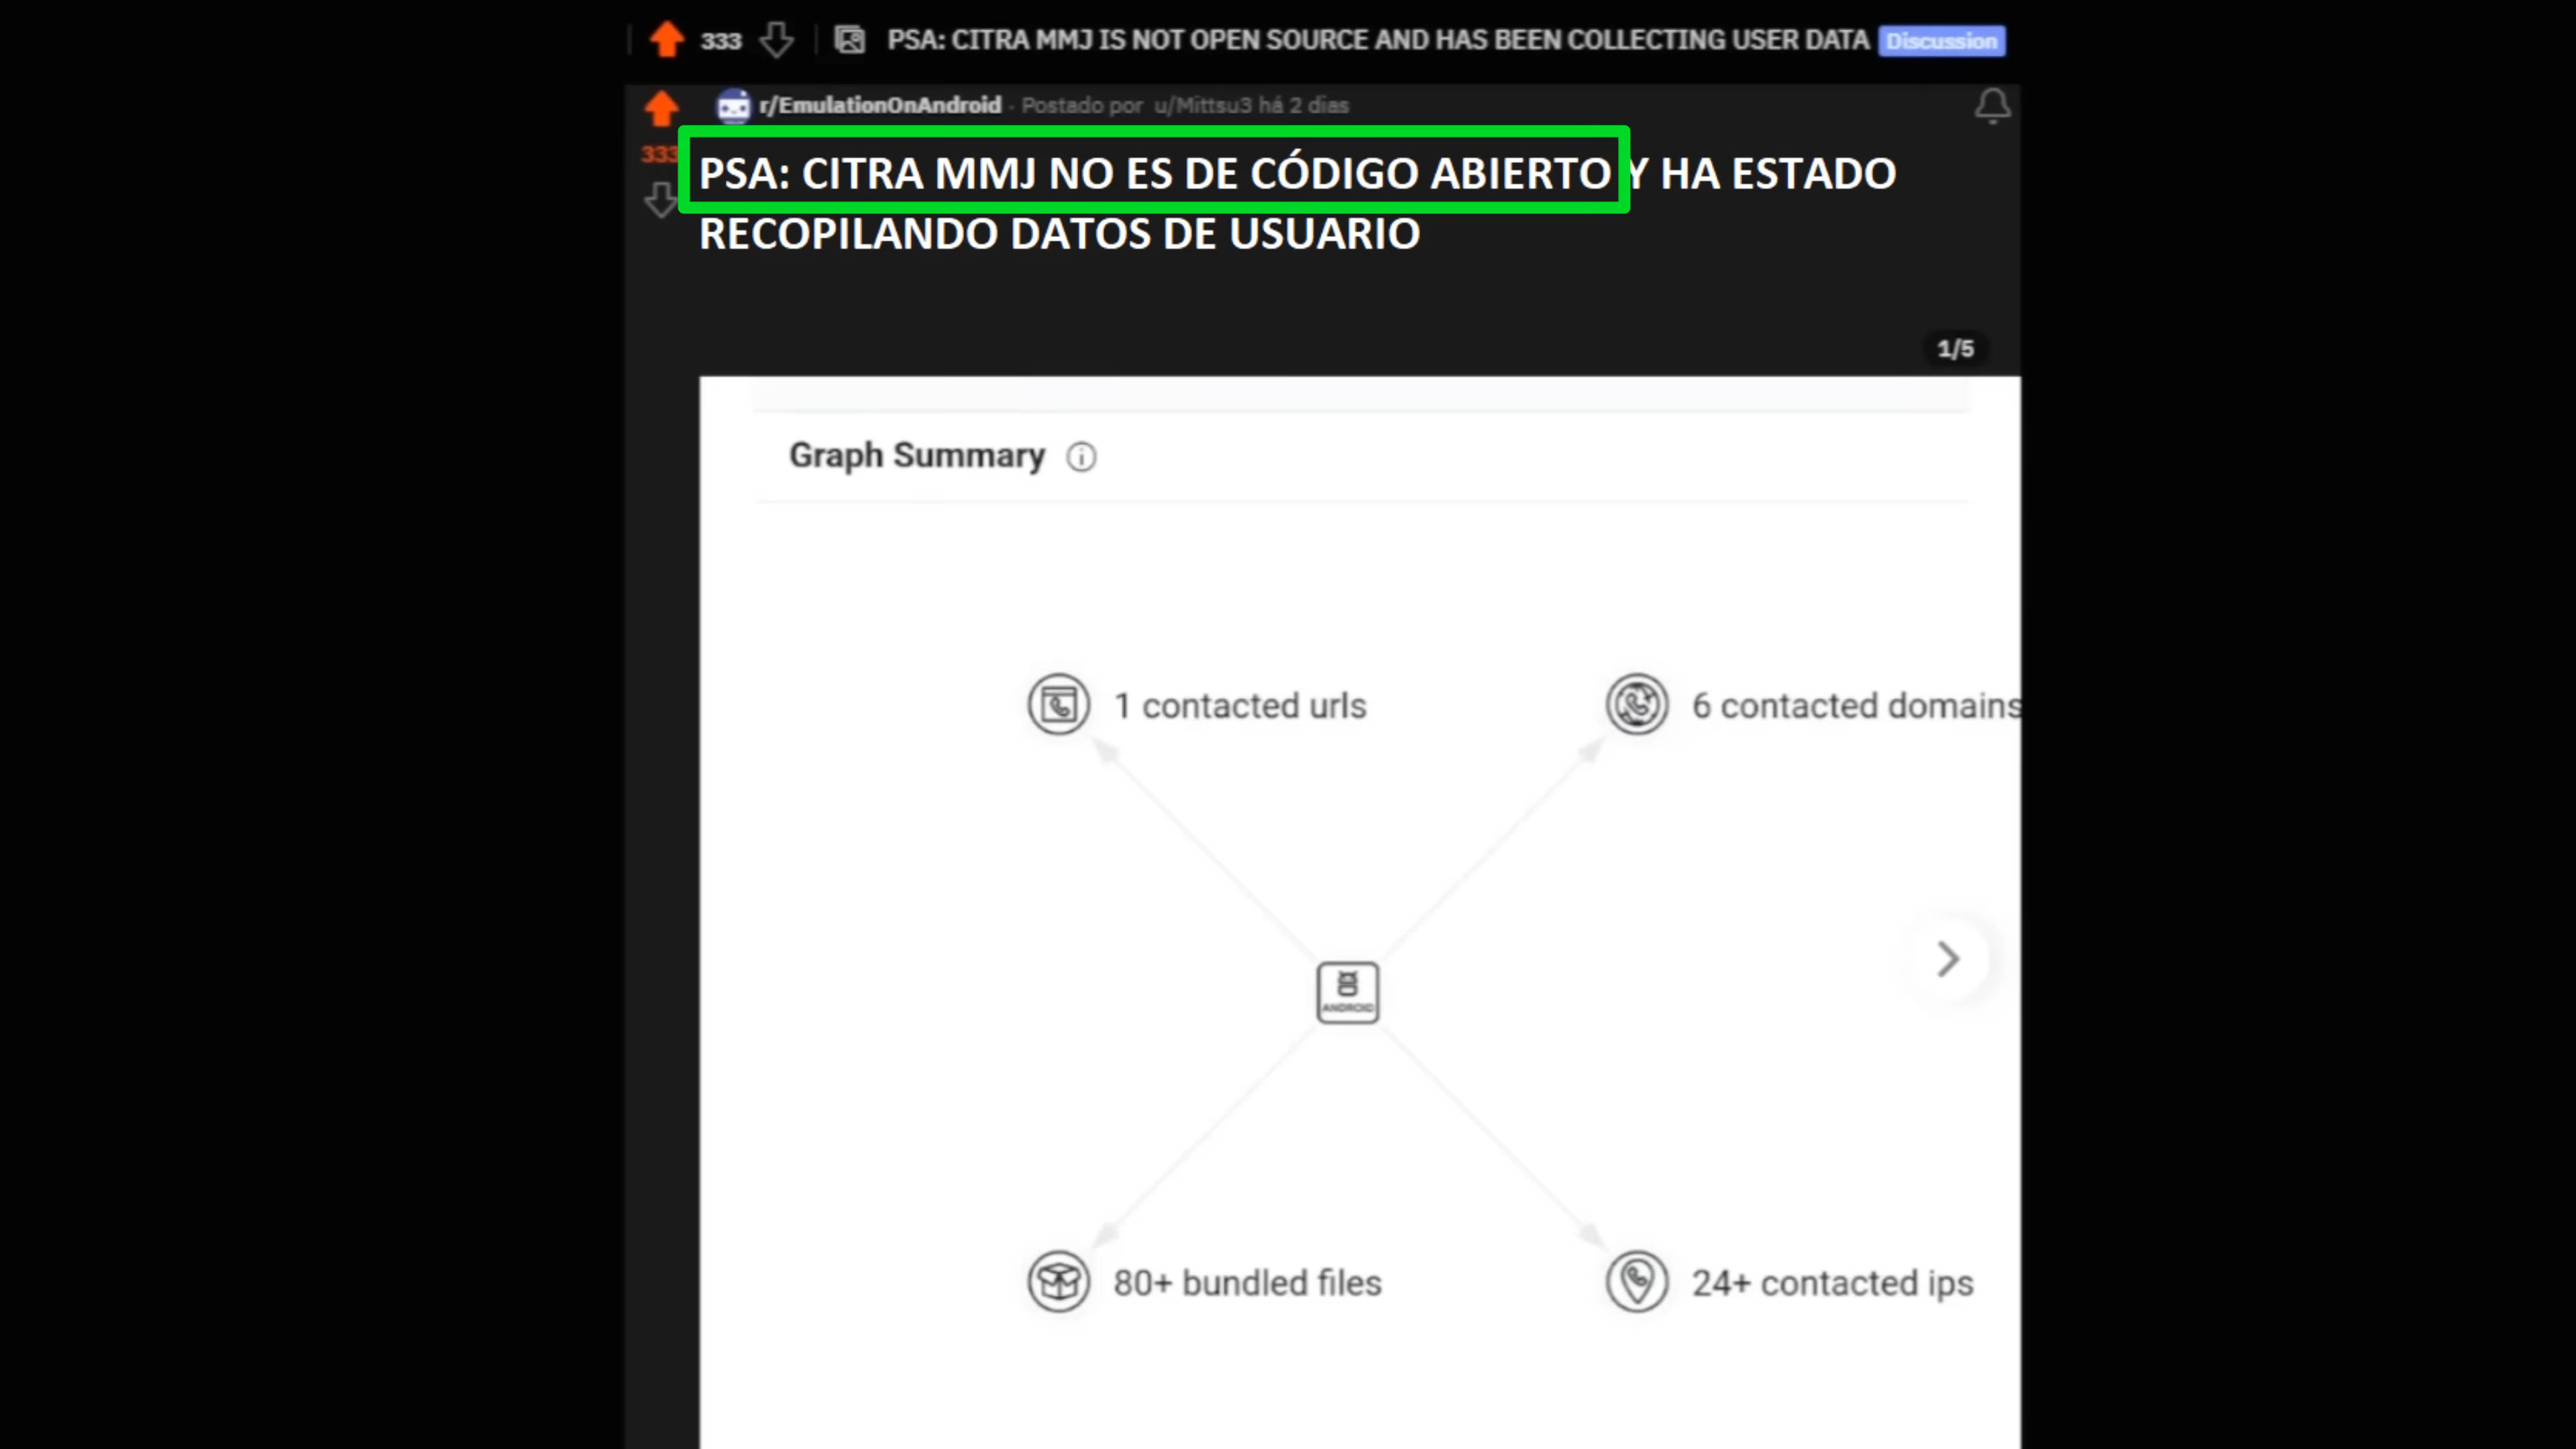 333 PSA: CITRA MMJ IS NOT OPEN SOURCE AND HAS BEEN COLLECTING USER DATA Discussion
r/EmulationOnAndroid · Postado por u/Mittsu3 há 2 dias
333
PSA: CITRA MMJ NO ES DE CÓDIGO ABIERTO Y HA ESTADO
RECOPILANDO DATOS DE USUARIO
1/5
Graph Summary
1 contacted urls
6 contacted domains
ANDROID
80+ bundled files
24+ contacted ips